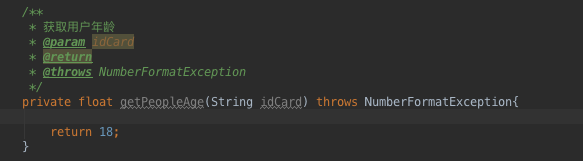 /**
 * 获取用户年龄
 * @param idCard
 * @return
 * @throws NumberFormatException
 */
private float getPeopleAge(String idCard) throws NumberFormatException{
    return 18;
}